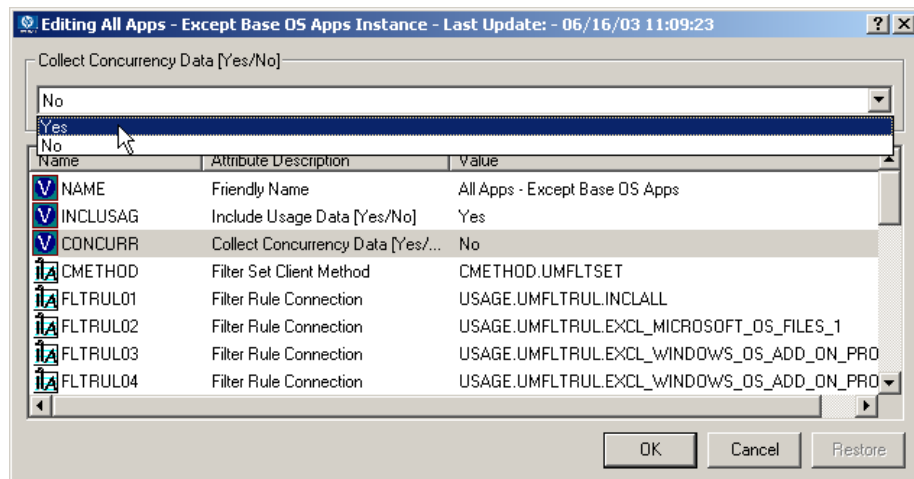 Editing All Apps - Except Base OS Apps Instance - Last Update: - 06/16/03 11:09:23
Collect Concurrency Data [Yes/No]
No
Yes
No
Name Attribute Description Value
NAME Friendly Name All Apps - Except Base OS Apps
INCLUSAG Include Usage Data [Yes/No] Yes
CONCURR Collect Concurrency Data [Yes/... No
CMETHOD Filter Set Client Method CMETHOD.UMFLTSET
FLTRUL01 Filter Rule Connection USAGE.UMFLTRUL.INCLALL
FLTRUL02 Filter Rule Connection USAGE.UMFLTRUL.EXCL_MICROSOFT_OS_FILES_1
FLTRUL03 Filter Rule Connection USAGE.UMFLTRUL.EXCL_WINDOWS_OS_ADD_ON_PRO
FLTRUL04 Filter Rule Connection USAGE.UMFLTRUL.EXCL_WINDOWS_OS_ADD_ON_PRO
OK Cancel Restore